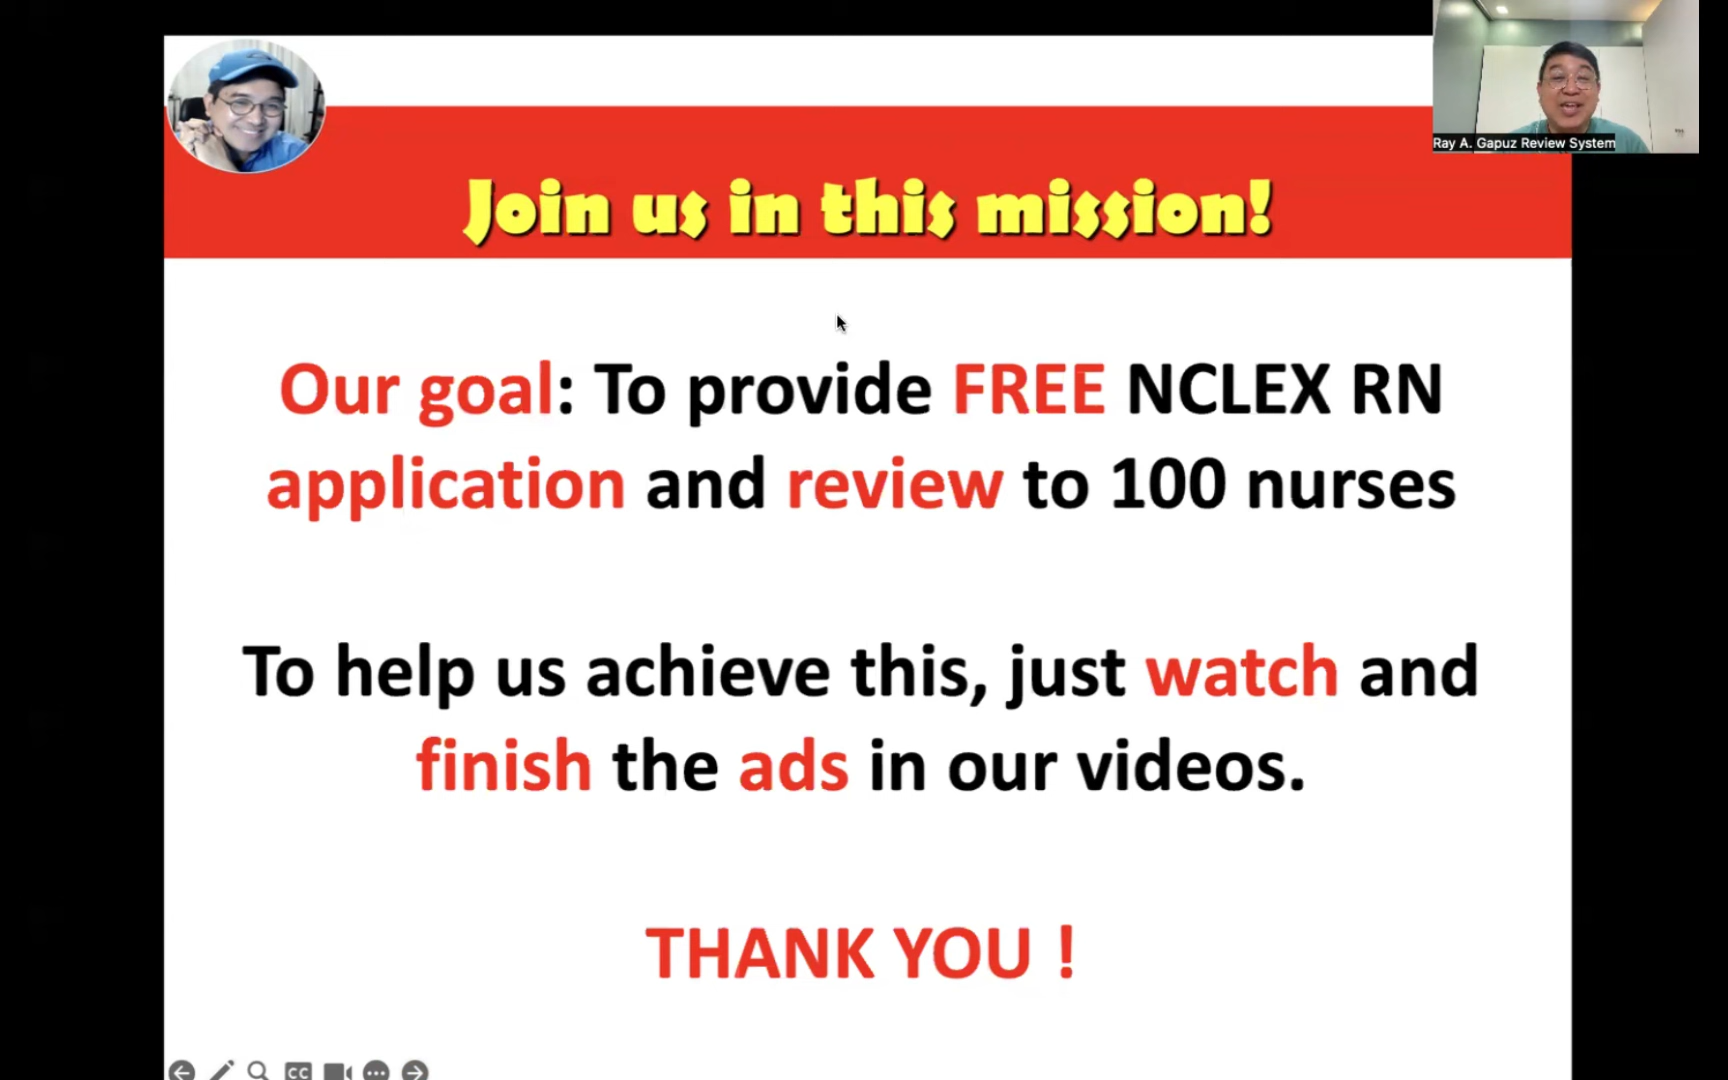 Ray A. Gapuz Review System
Join us in this mission!
Our goal: To provide FREE NCLEX RN
application and review to 100 nurses
To help us achieve this, just watch and
finish the ads in our videos.
THANK YOU !
CC